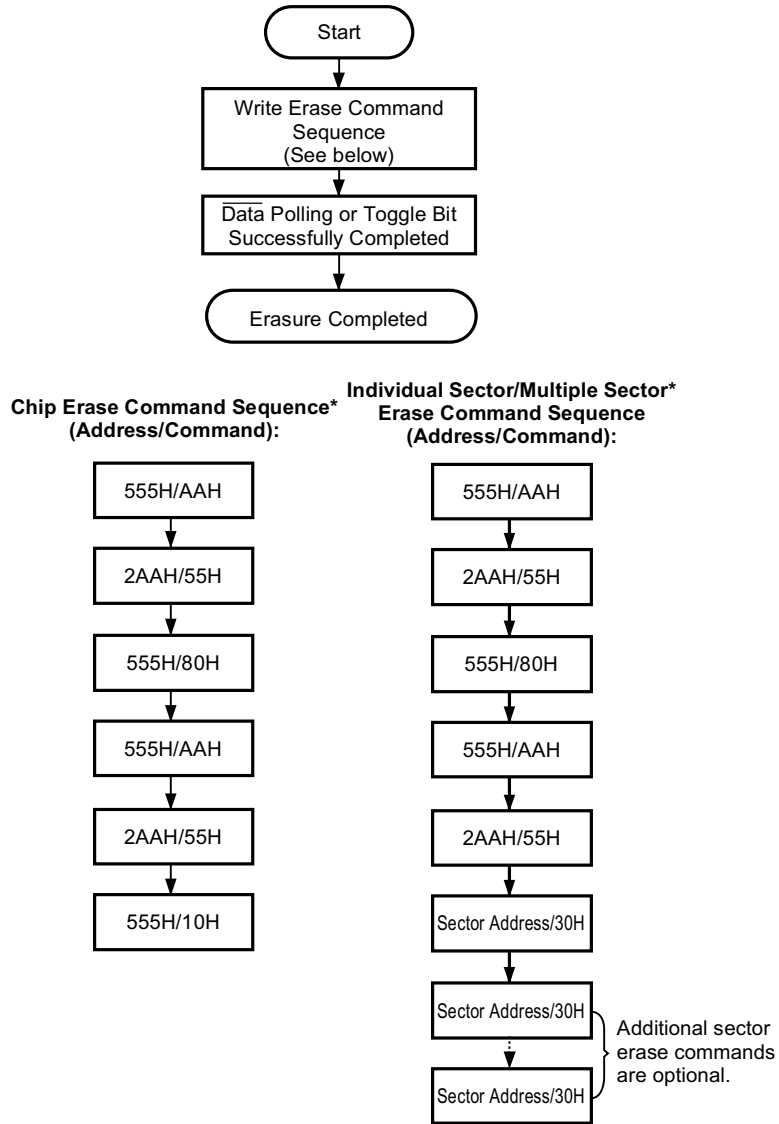 Start
Write Erase Command
Sequence
(See below)
Data Polling or Toggle Bit
Successfully Completed
Erasure Completed
Chip Erase Command Sequence*
(Address/Command):
555H/AAH
2AAH/55H
555H/80H
555H/AAH
2AAH/55H
555H/10H
Individual Sector/Multiple Sector*
Erase Command Sequence
(Address/Command):
555H/AAH
2AAH/55H
555H/80H
555H/AAH
2AAH/55H
Sector Address/30H
Sector Address/30H
Sector Address/30H
Additional sector
erase commands
are optional.